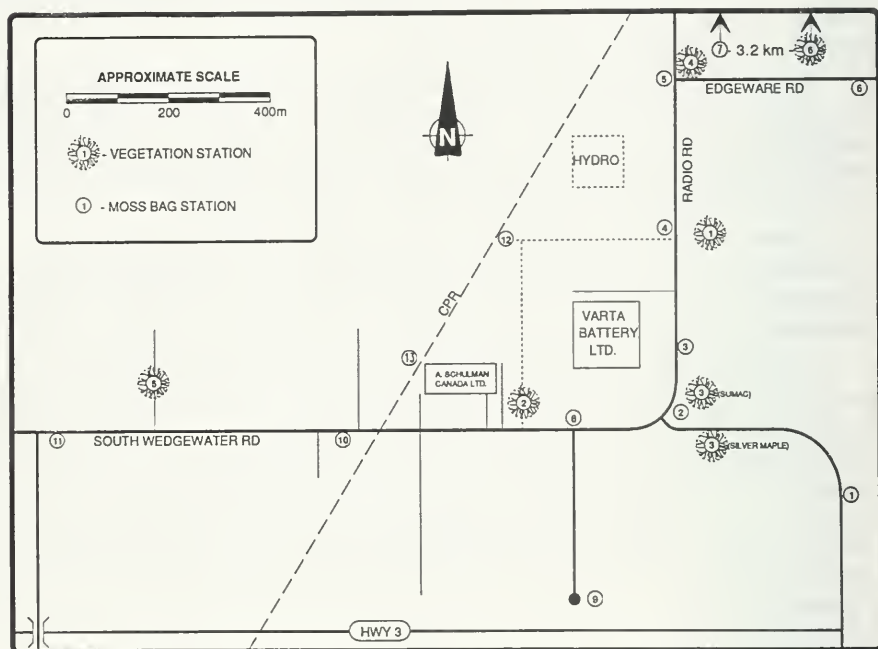 APPROXIMATE SCALE
0 200 400m
1 - VEGETATION STATION
1 - MOSS BAG STATION
N
7 - 3.2 km - 6
4
5
EDGEWARE RD
6
HYDRO
RADIO RD
12
4
1
CPR
VARTA
BATTERY
LTD.
3
13
A. SCHULMAN
CANADA LTD.
5
2
3 (SUMAC)
2
8
11
SOUTH WEDGEWATER RD
10
3 (SILVER MAPLE)
1
9
HWY 3